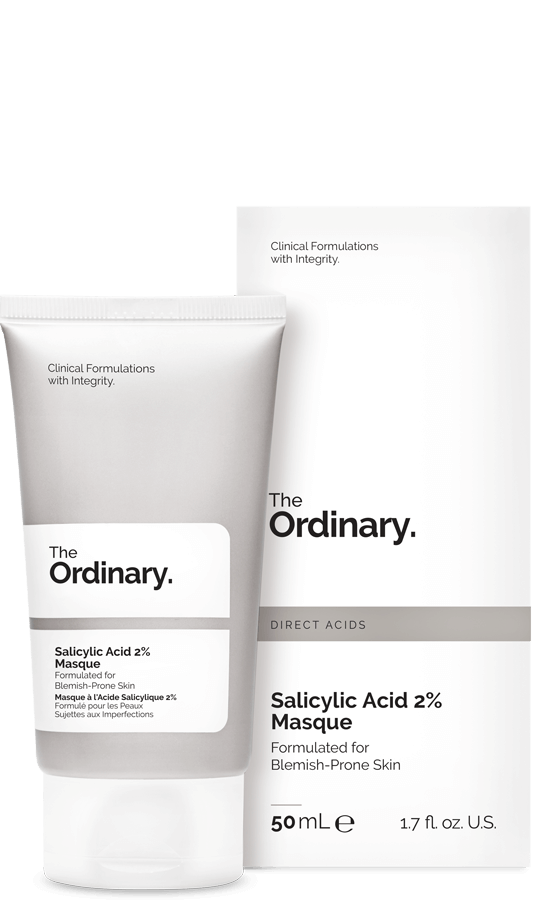 Clinical Formulations
with Integrity.
The
Ordinary.
Salicylic Acid 2%
Masque
Formulated for
Blemish-Prone Skin
Masque à l'Acide Salicylique 2%
Formulé pour les Peaux
Sujettes aux Imperfections
Clinical Formulations
with Integrity.
The
Ordinary.
DIRECT ACIDS
Salicylic Acid 2%
Masque
Formulated for
Blemish-Prone Skin
50 mL ℮ 1.7 fl. oz. U.S.